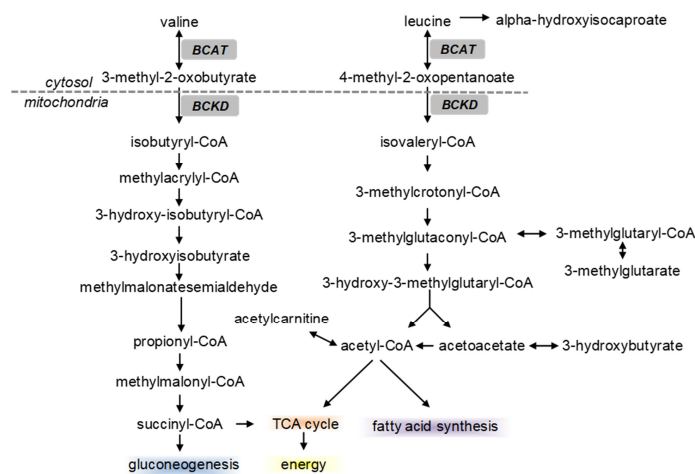 valine
leucine
alpha-hydroxyisocaproate
BCAT
BCAT
3-methyl-2-oxobutyrate
4-methyl-2-oxopentanoate
cytosol
mitochondria
BCKD
BCKD
isobutyryl-CoA
isovaleryl-CoA
methylacrylyl-CoA
3-methylcrotonyl-CoA
3-hydroxy-isobutyryl-CoA
3-methylglutaconyl-CoA
3-methylglutaryl-CoA
3-hydroxyisobutyrate
3-methylglutarate
methylmalonatesemialdehyde
3-hydroxy-3-methylglutaryl-CoA
acetylcarnitine
propionyl-CoA
acetyl-CoA
acetoacetate
3-hydroxybutyrate
methylmalonyl-CoA
succinyl-CoA
TCA cycle
fatty acid synthesis
gluconeogenesis
energy